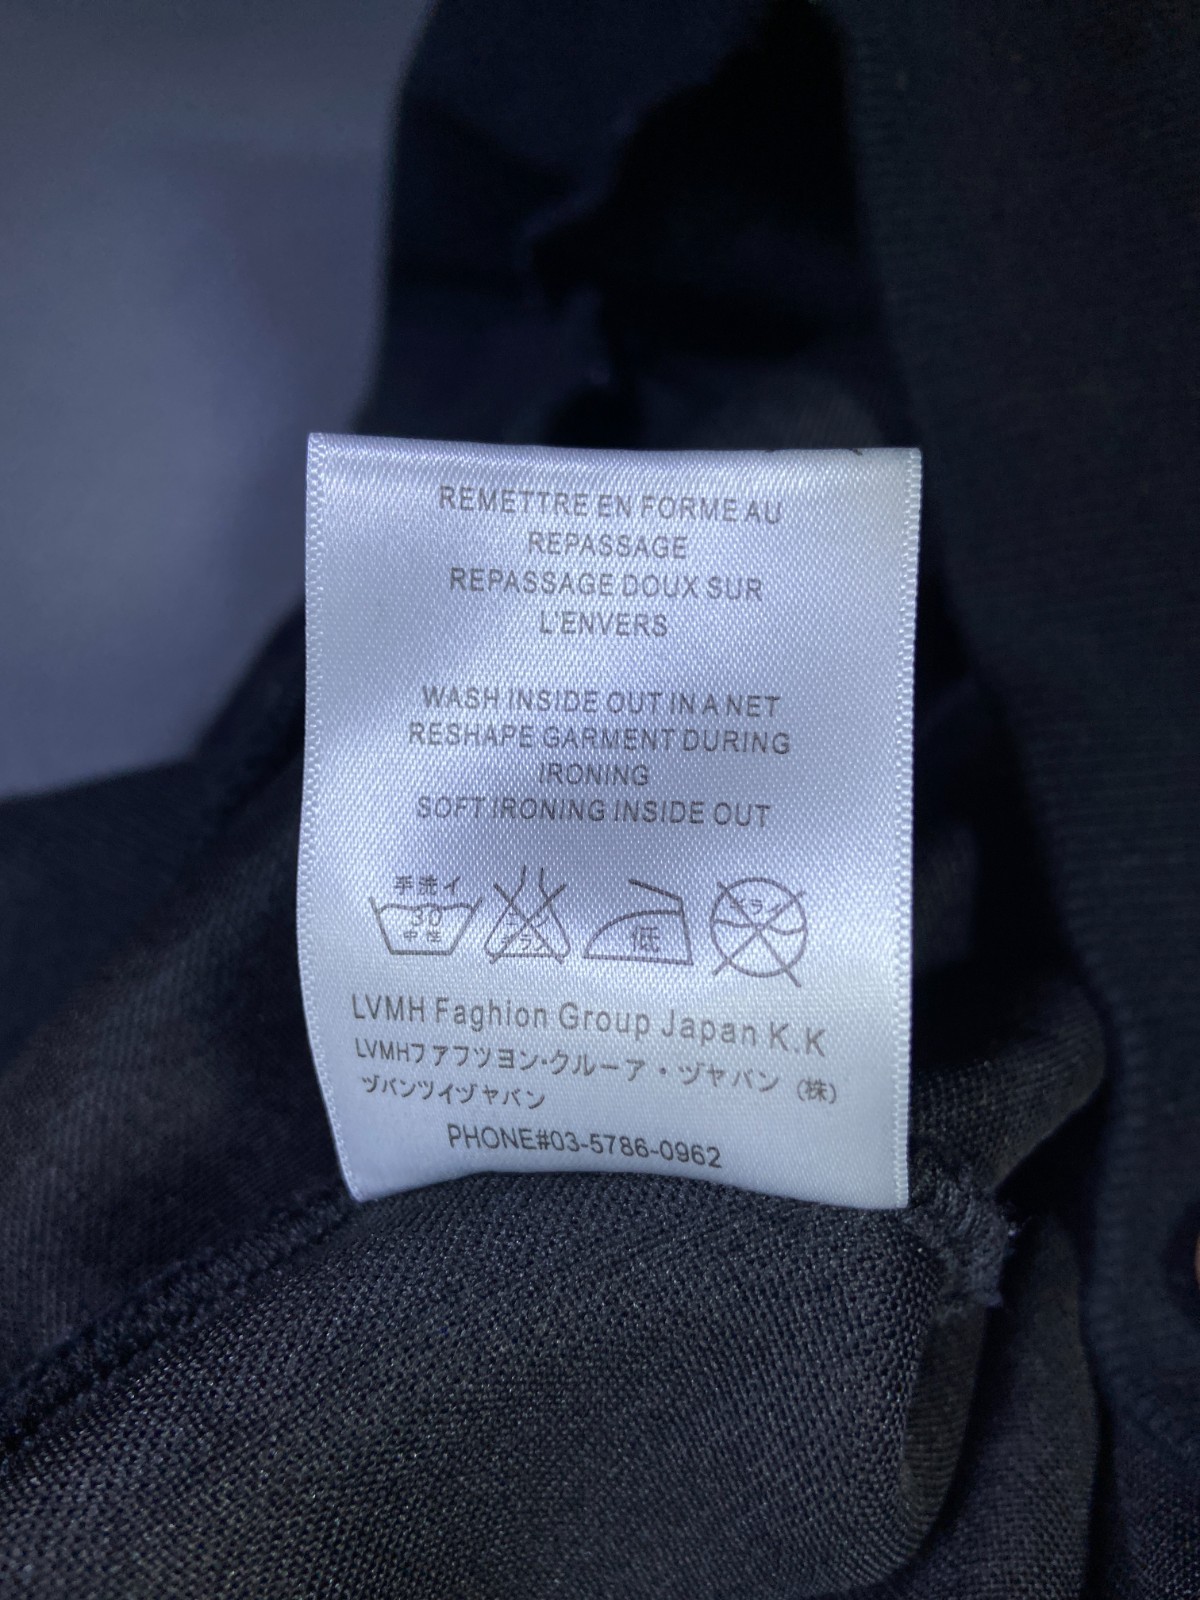 REMETTRE EN FORME AU
REPASSAGE
REPASSAGE DOUX SUR
L'ENVERS
WASH INSIDE OUT IN A NET
RESHAPE GARMENT DURING
IRONING
SOFT IRONING INSIDE OUT
手洗イ
30
中性
低
LVMH Faghion Group Japan K.K
LVMHファフツヨン·クルーア・ヅヤバン (株)
ヅバンツイヅヤバン
PHONE#03-5786-0962